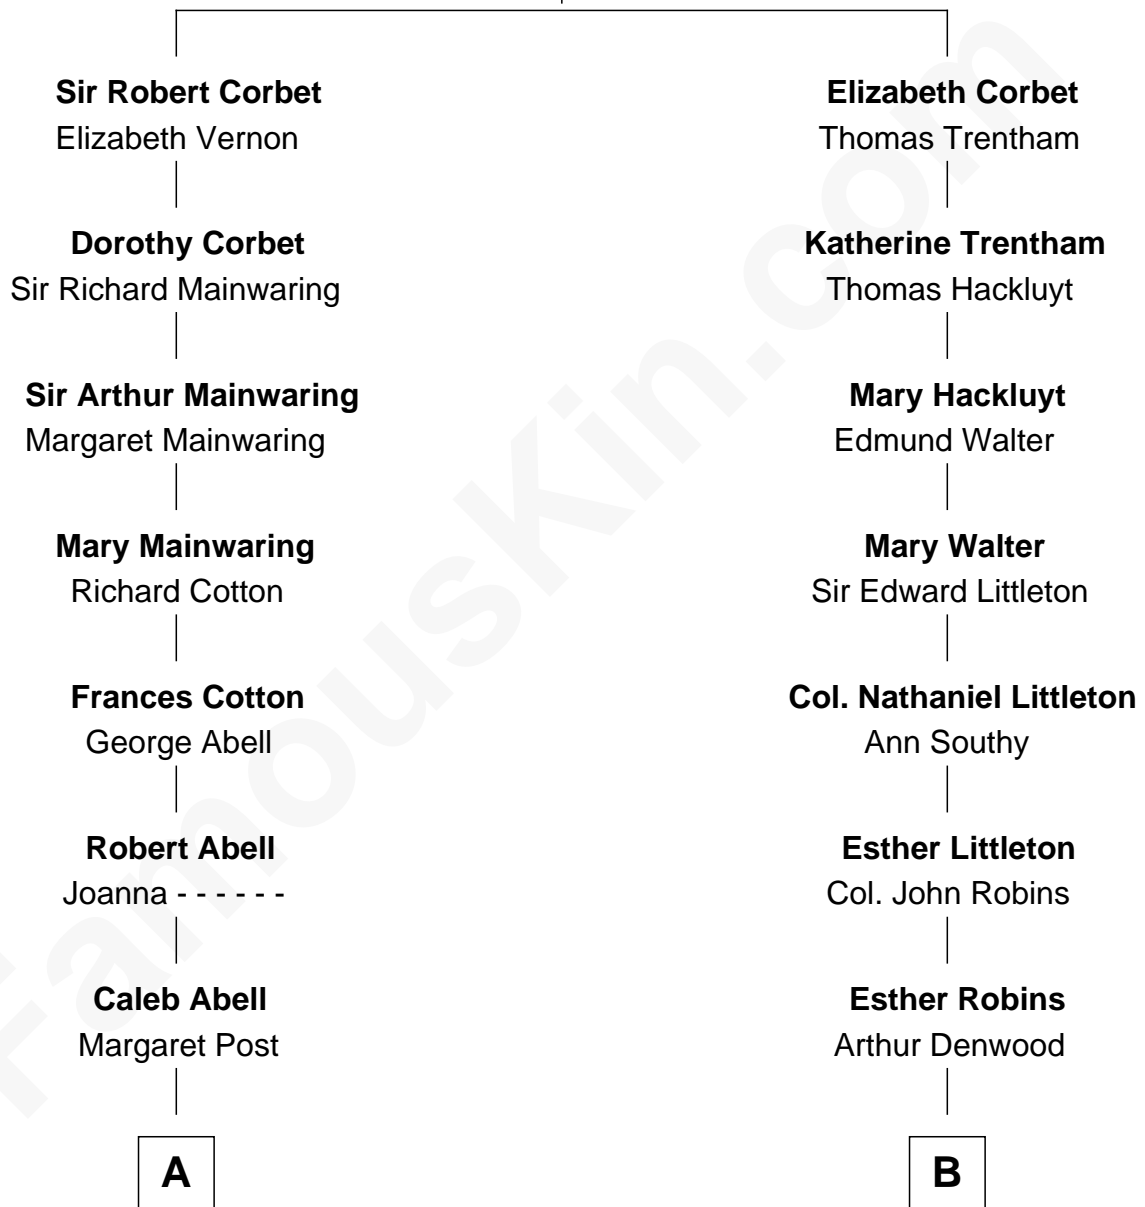 Sir Robert Corbet
Elizabeth Vernon
Dorothy Corbet
Sir Richard Mainwaring
Sir Arthur Mainwaring
Margaret Mainwaring
Mary Mainwaring
Richard Cotton
Frances Cotton
George Abell
Robert Abell
Joanna - - - - - -
Caleb Abell
Margaret Post
A
Elizabeth Corbet
Thomas Trentham
Katherine Trentham
Thomas Hackluyt
Mary Hackluyt
Edmund Walter
Mary Walter
Sir Edward Littleton
Col. Nathaniel Littleton
Ann Southy
Esther Littleton
Col. John Robins
Esther Robins
Arthur Denwood
B
FamousKin.com